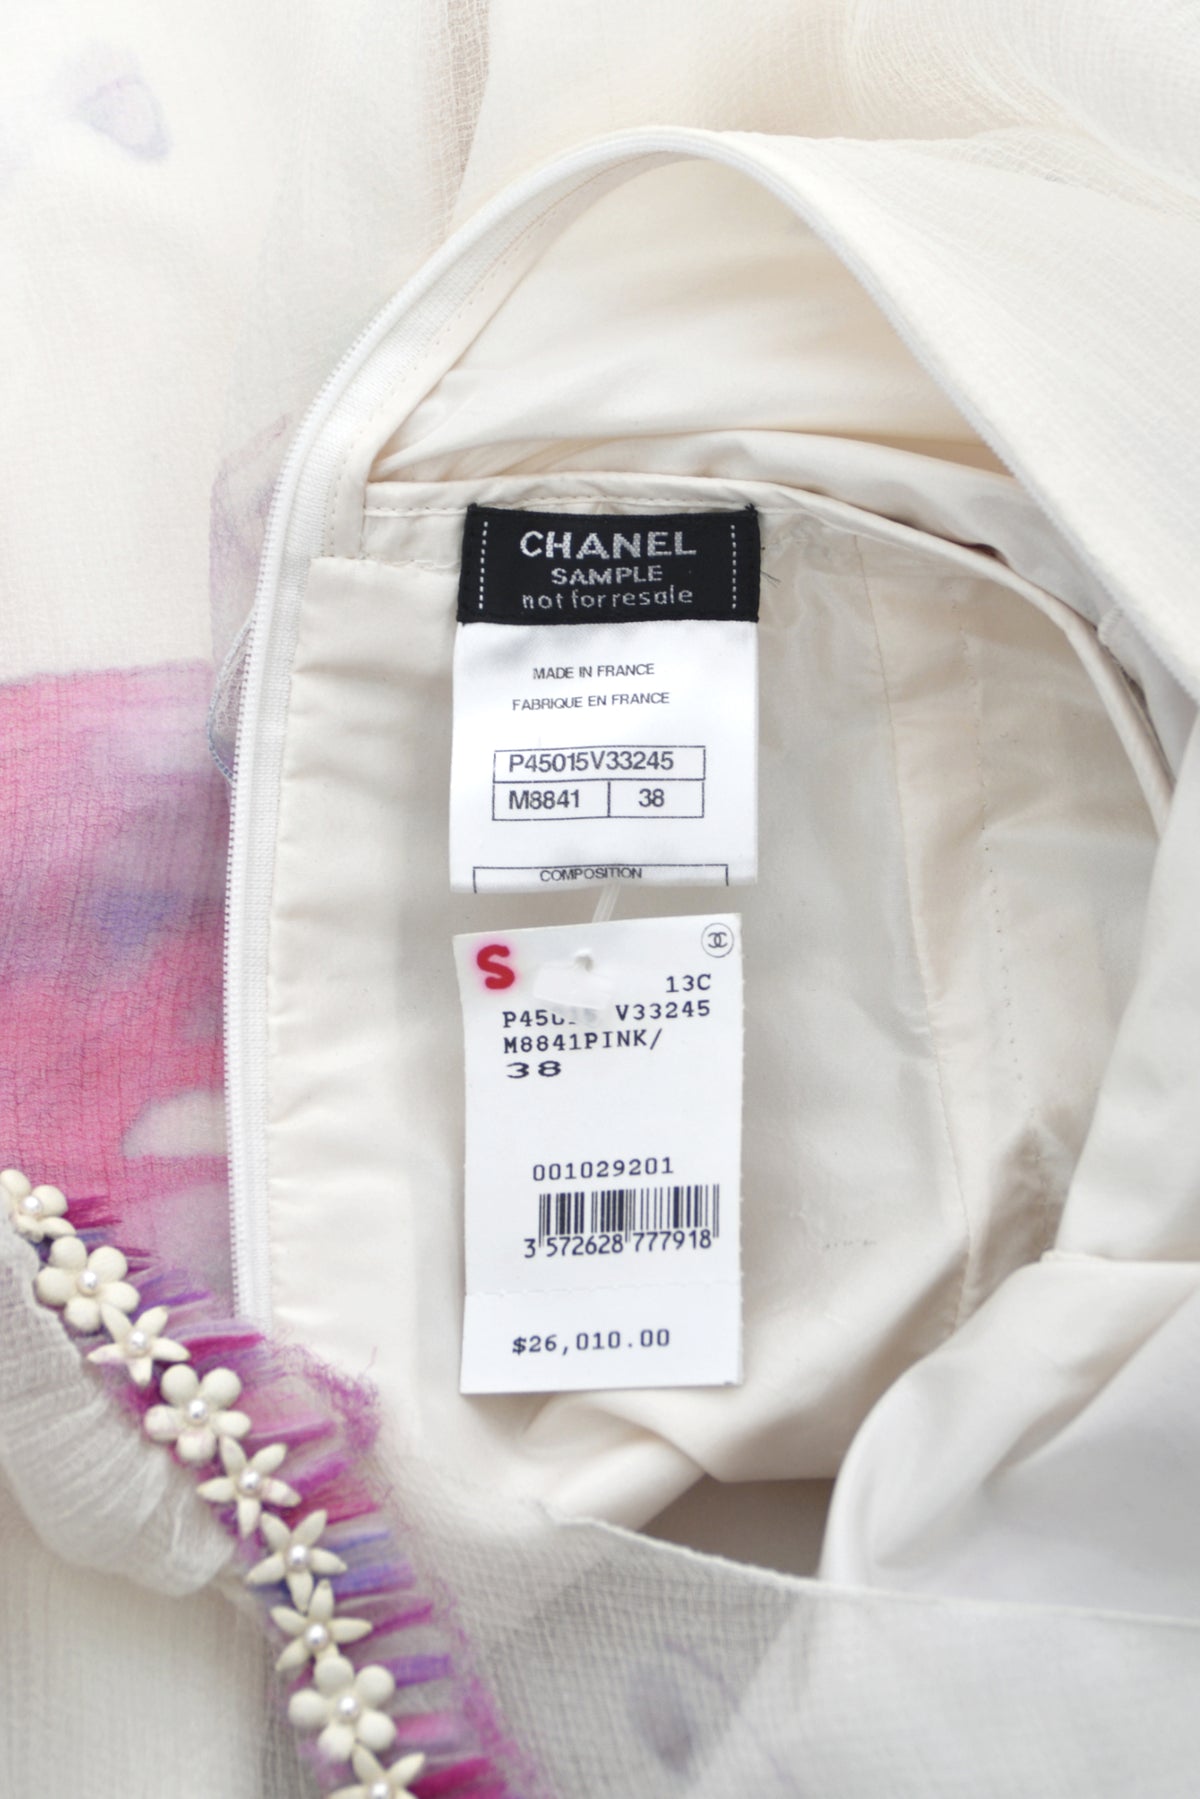 CHANEL
SAMPLE
not for resale
MADE IN FRANCE
FABRIQUE EN FRANCE
P45015V33245
M8841 38
COMPOSITION
S
13C
P45015 V33245
M8841PINK/
38
001029201
3 572628 777918
$26,010.00